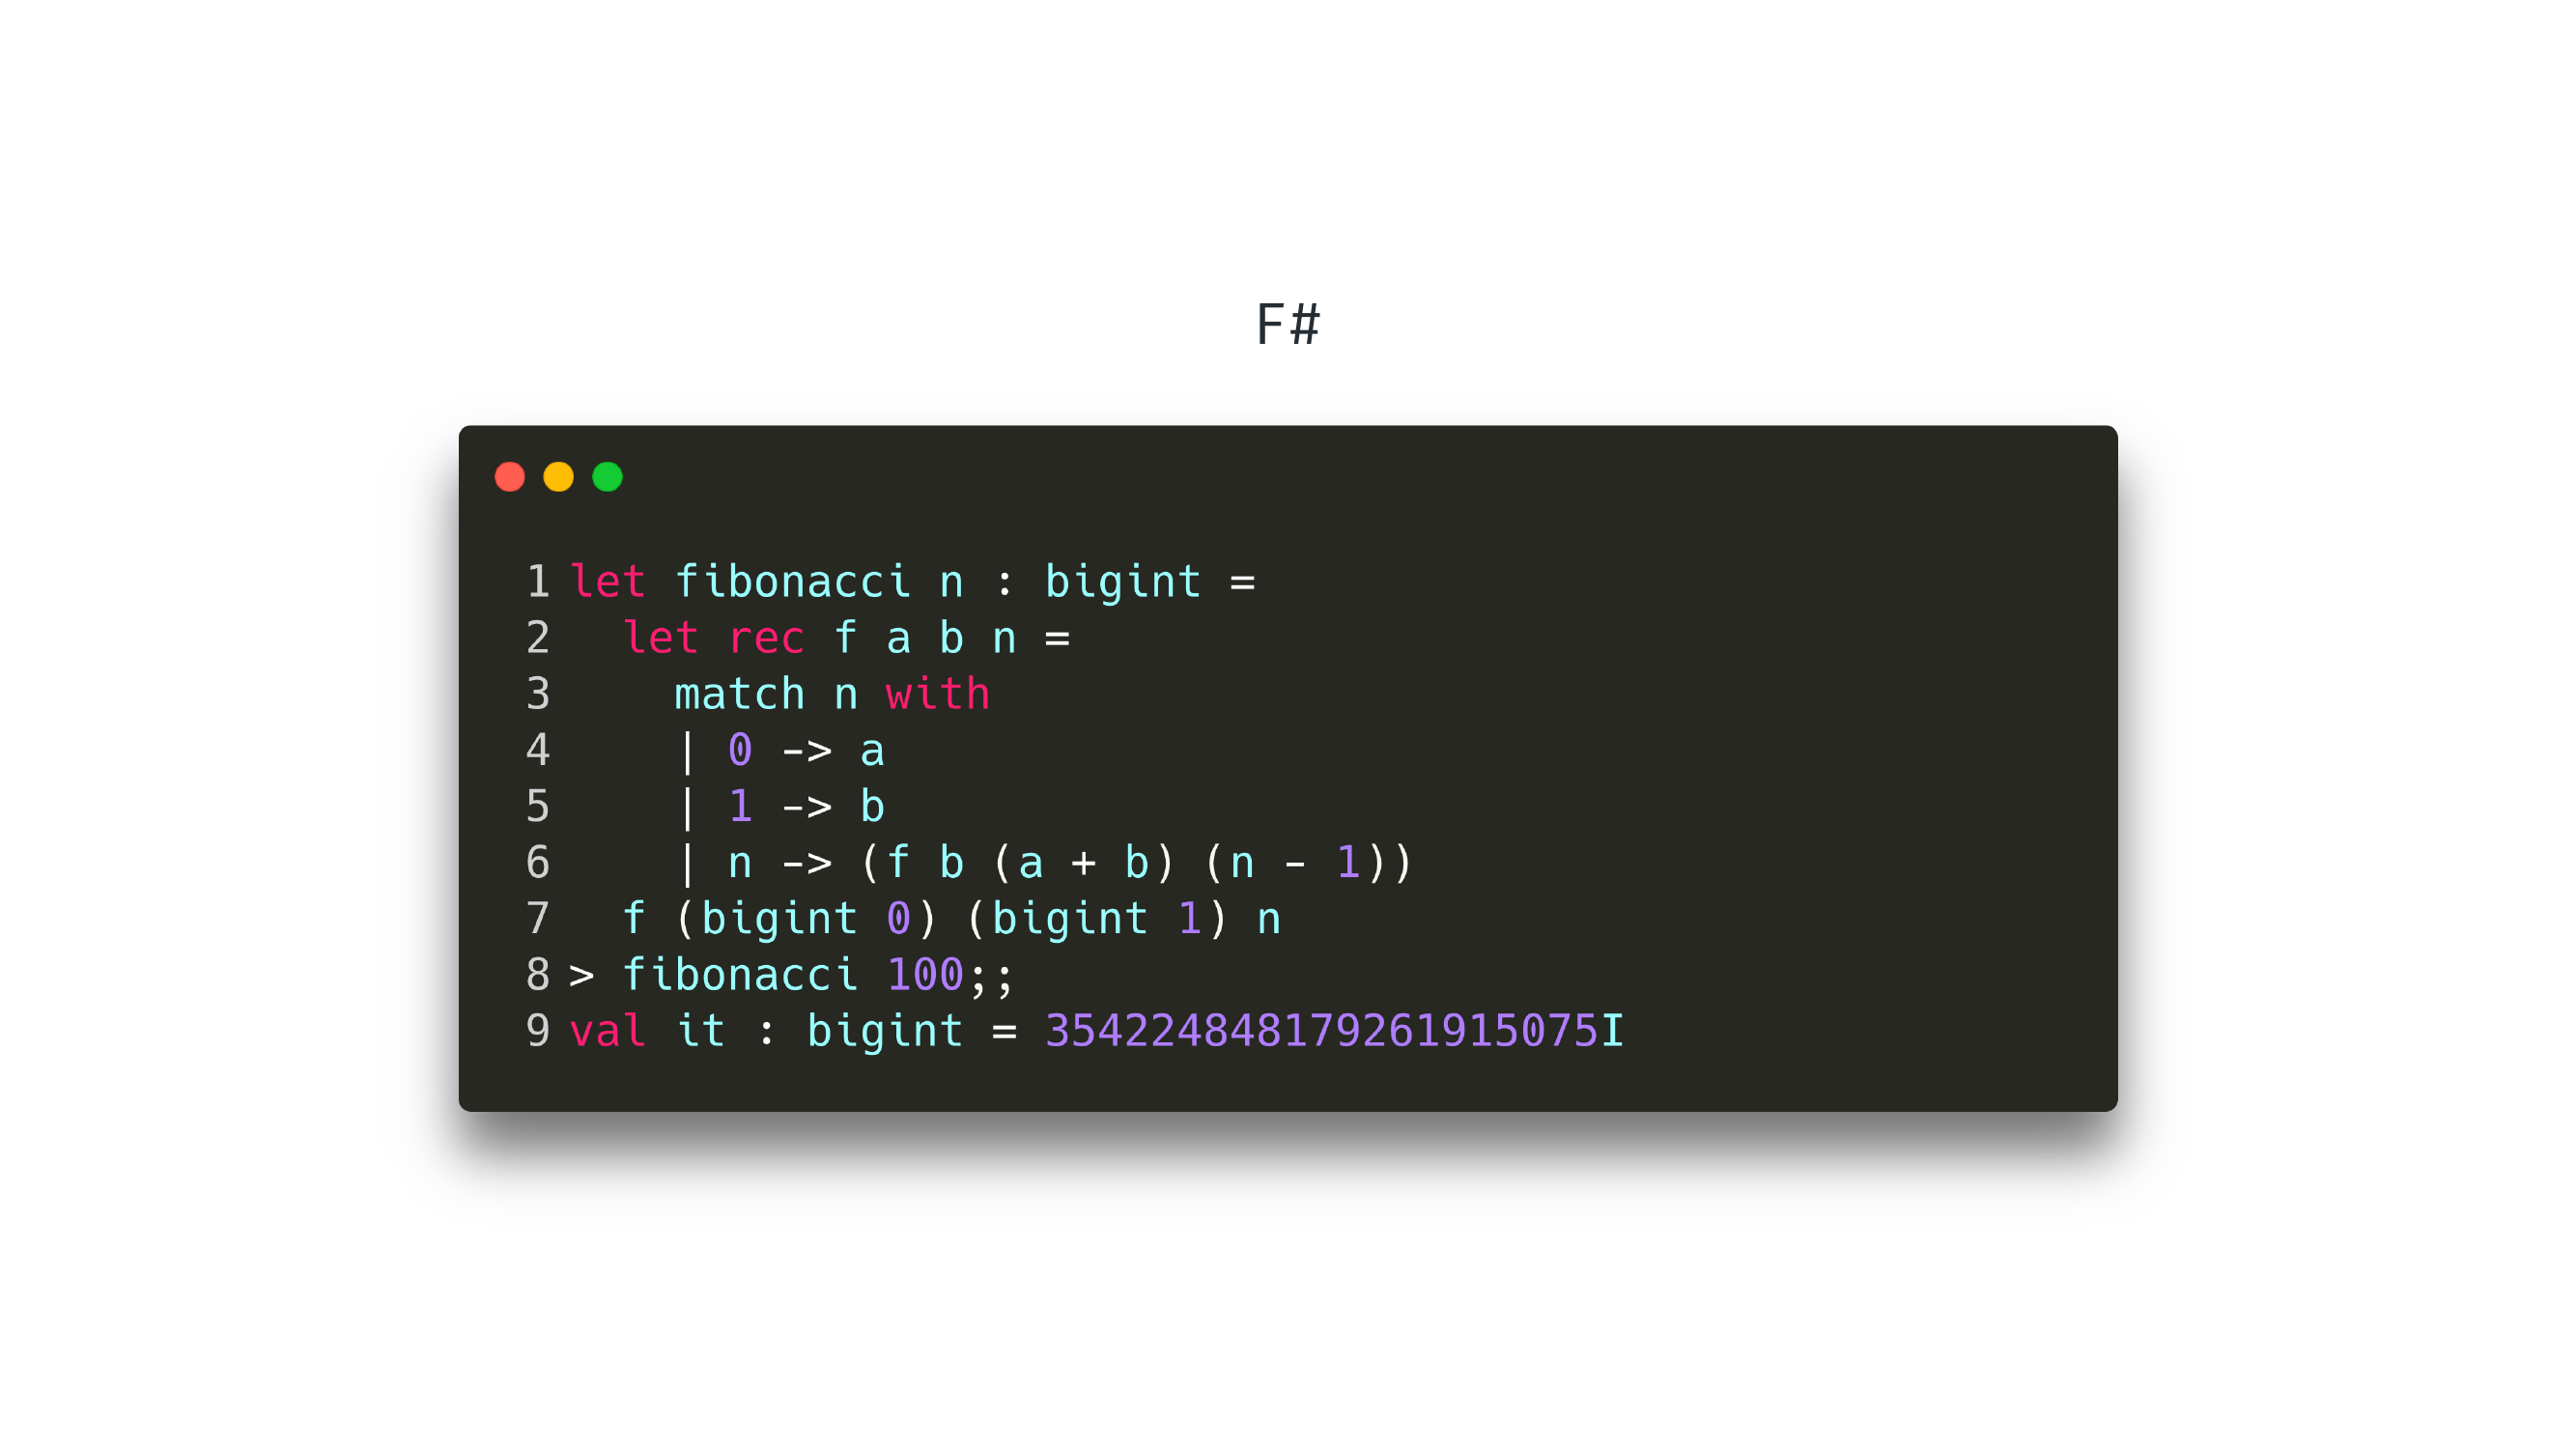 F#
1 let fibonacci n : bigint =
2   let rec f a b n =
3     match n with
4     | 0 -> a
5     | 1 -> b
6     | n -> (f b (a + b) (n - 1))
7   f (bigint 0) (bigint 1) n
8 > fibonacci 100;;
9 val it : bigint = 354224848179261915075I